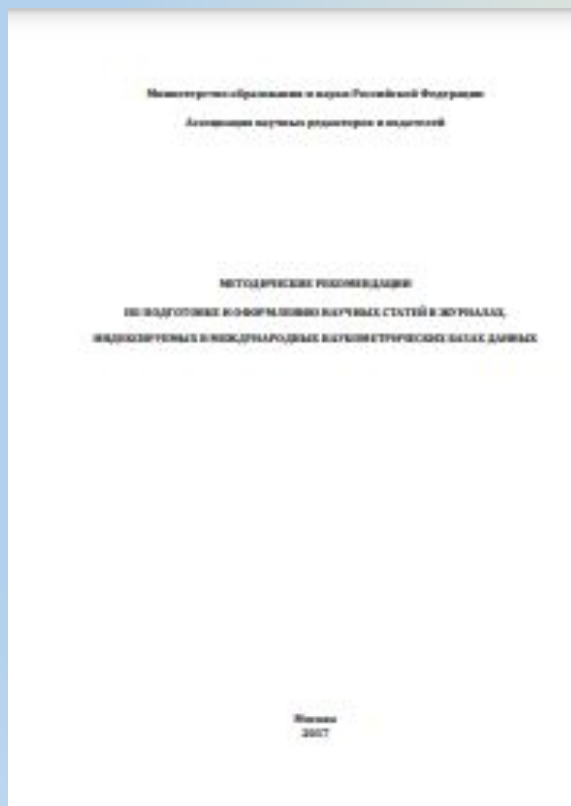 Министерство образования и науки Российской Федерации
Ассоциация научных редакторов и издателей
МЕТОДИЧЕСКИЕ РЕКОМЕНДАЦИИ
ПО ПОДГОТОВКЕ И ОФОРМЛЕНИЮ НАУЧНЫХ СТАТЕЙ В ЖУРНАЛАХ,
ИНДЕКСИРУЕМЫХ В МЕЖДУНАРОДНЫХ НАУКОМЕТРИЧЕСКИХ БАЗАХ ДАННЫХ
Москва
2017